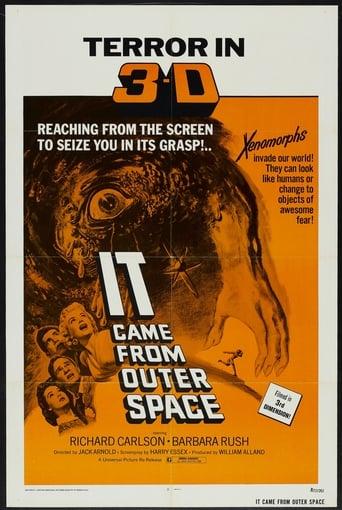 TERROR IN
3-D
REACHING FROM THE SCREEN
TO SEIZE YOU IN ITS GRASP!..
Xenomorphs
invade our world!
They can look
like humans or
change to
objects of
awesome
fear!
IT
CAME
FROM
OUTER
SPACE
Filmed in
3rd
DIMENSION!
starring
RICHARD CARLSON · BARBARA RUSH
Directed by JACK ARNOLD · Screenplay by HARRY ESSEX · Produced by WILLIAM ALLAND
A Universal Picture Re-Release
IT CAME FROM OUTER SPACE